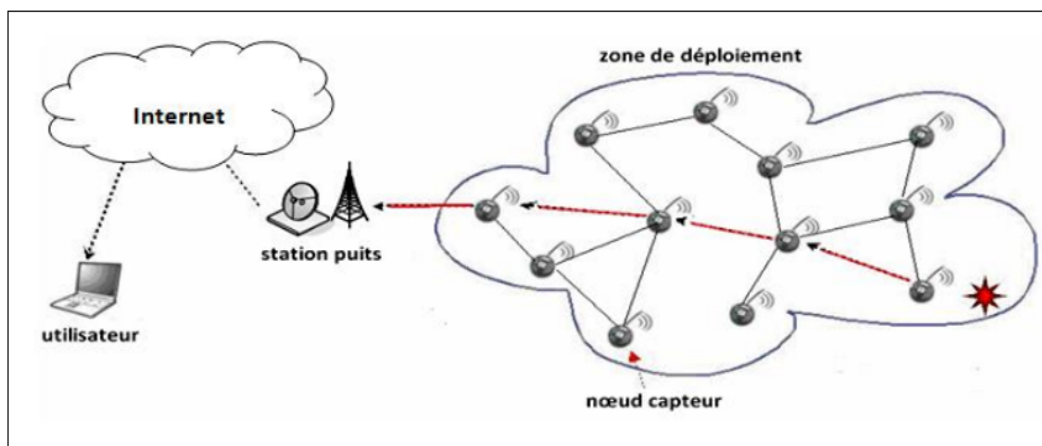 zone de déploiement
Internet
station puits
utilisateur
nœud capteur